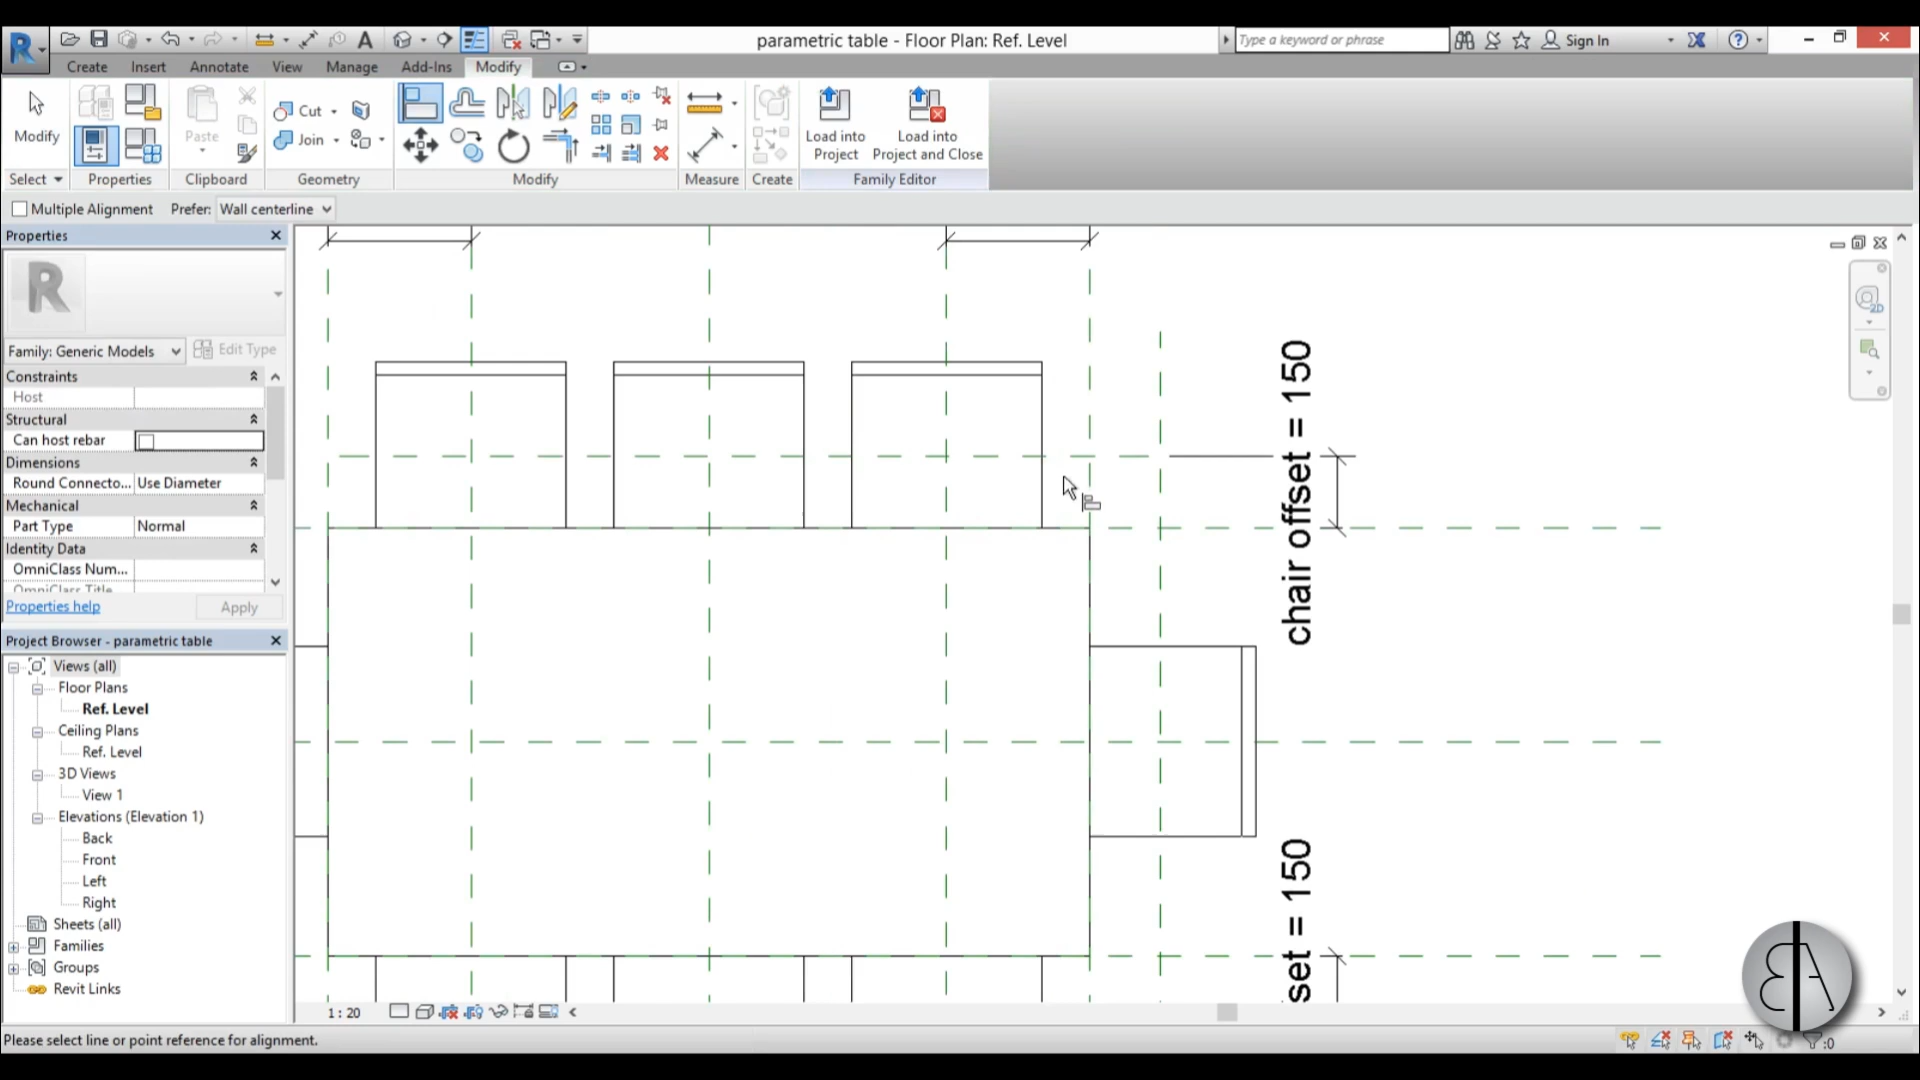 parametric table - Floor Plan: Ref. Level
Type a keyword or phrase
Sign In
Create
Insert
Annotate
View
Manage
Add-Ins
Modify
Modify
Paste
Cut
Join
Load into
Project
Load into
Project and Close
Select
Properties
Clipboard
Geometry
Modify
Measure
Create
Family Editor
Multiple Alignment
Prefer:
Wall centerline
Properties
Family: Generic Models
Edit Type
Constraints
Host
Structural
Can host rebar
Dimensions
Round Connecto...
Use Diameter
Mechanical
Part Type
Normal
Identity Data
OmniClass Num...
OmniClass Title
Properties help
Apply
Project Browser - parametric table
Views (all)
Floor Plans
Ref. Level
Ceiling Plans
Ref. Level
3D Views
View 1
Elevations (Elevation 1)
Back
Front
Left
Right
Sheets (all)
Families
Groups
Revit Links
chair offset = 150
set = 150
2D
1 : 20
Please select line or point reference for alignment.
:0